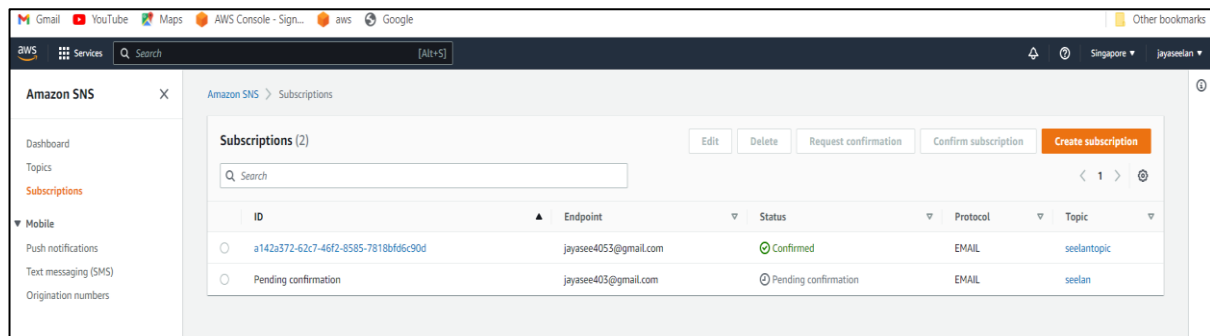 Gmail YouTube Maps AWS Console - Sign... aws Google Other bookmarks
aws Services Search [Alt+S] Singapore jayaseelan
Amazon SNS Amazon SNS > Subscriptions
Subscriptions (2) Edit Delete Request confirmation Confirm subscription Create subscription
Dashboard
Topics Search 1
Subscriptions
ID Endpoint Status Protocol Topic
Mobile
Push notifications a142a372-62c7-46f2-8585-7818bfd6c90d jayasee4053@gmail.com Confirmed EMAIL seelantopic
Text messaging (SMS)
Pending confirmation jayasee403@gmail.com Pending confirmation EMAIL seelan
Origination numbers